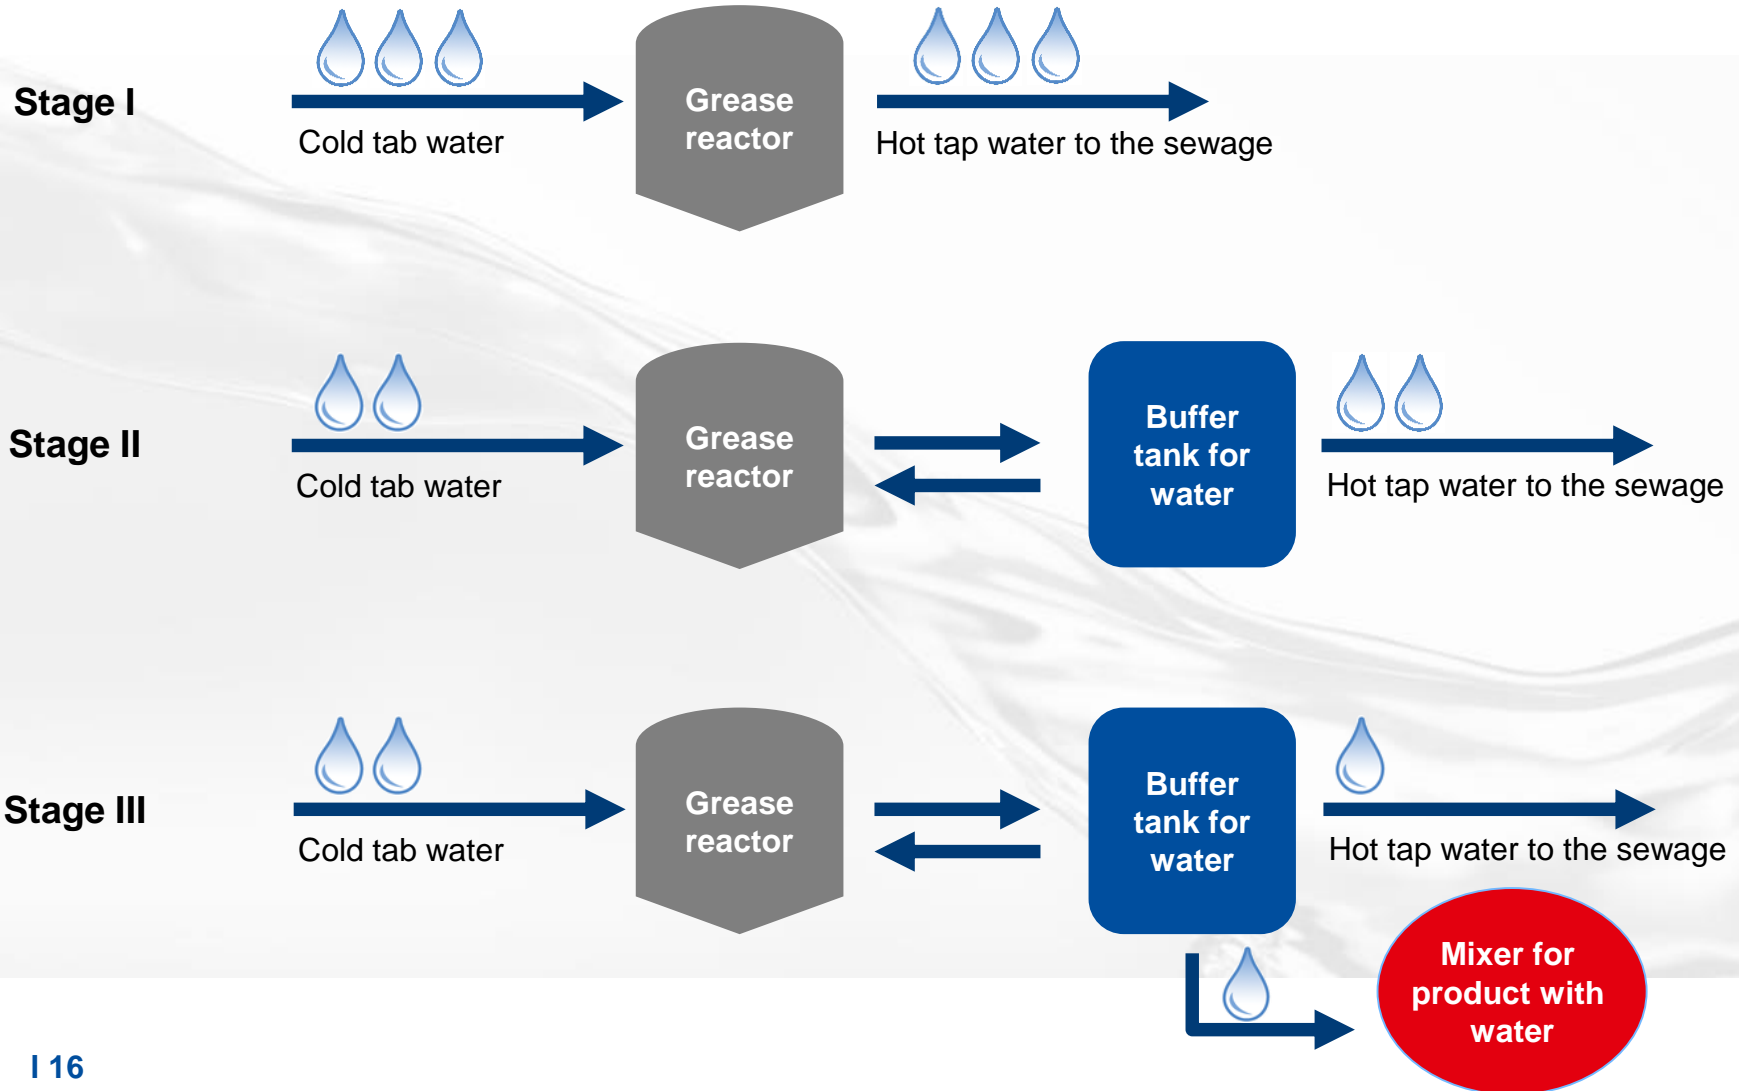 Stage I
Cold tab water
Grease
reactor
Hot tap water to the sewage
Stage II
Cold tab water
Grease
reactor
Buffer
tank for
water
Hot tap water to the sewage
Stage III
Cold tab water
Grease
reactor
Buffer
tank for
water
Hot tap water to the sewage
Mixer for
product with
water
I 16